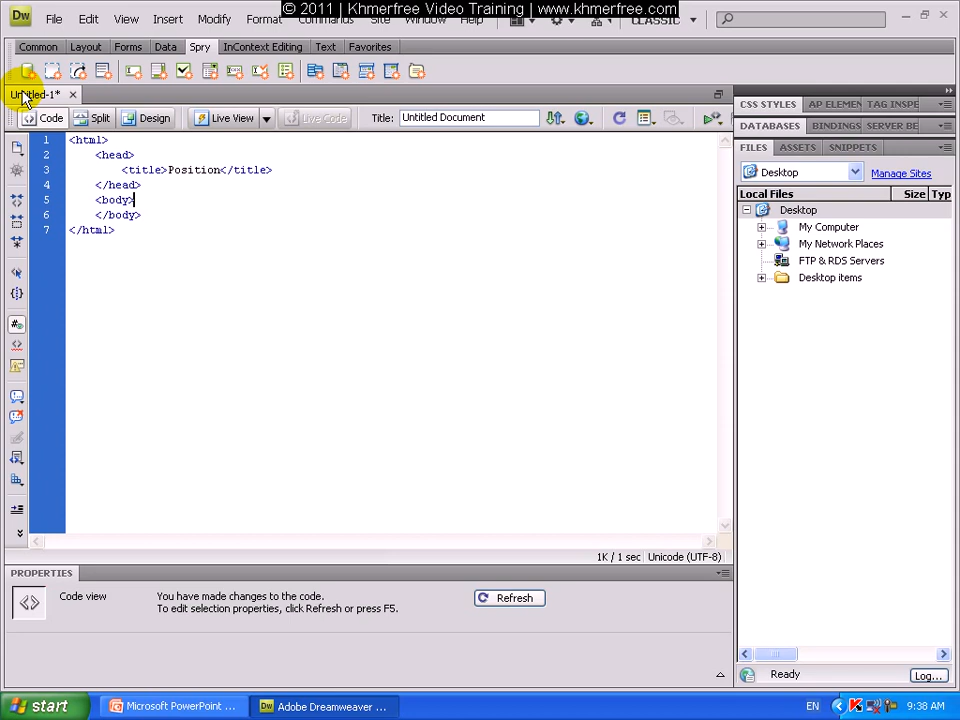 © 2011 | Khmerfree Video Training | www.khmerfree.com
Dw
File Edit View Insert Modify Format Commands Window Help CLASSIC
Common Layout Forms Data Spry InContext Editing Text Favorites
Untitled-1*
Code Split Design Live View Live Code Title: Untitled Document
1 <html>
2 <head>
3 <title>Position</title>
4 </head>
5 <body>
6 </body>
7 </html>
1K / 1 sec Unicode (UTF-8)
PROPERTIES
Code view
You have made changes to the code.
To edit selection properties, click Refresh or press F5.
Refresh
CSS STYLES AP ELEMEN TAG INSPE
DATABASES BINDINGS SERVER BE
FILES ASSETS SNIPPETS
Desktop Manage Sites
Local Files Size Typ
Desktop
My Computer
My Network Places
FTP & RDS Servers
Desktop items
Ready Log...
start Microsoft PowerPoint ... Adobe Dreamweaver ... EN 9:38 AM